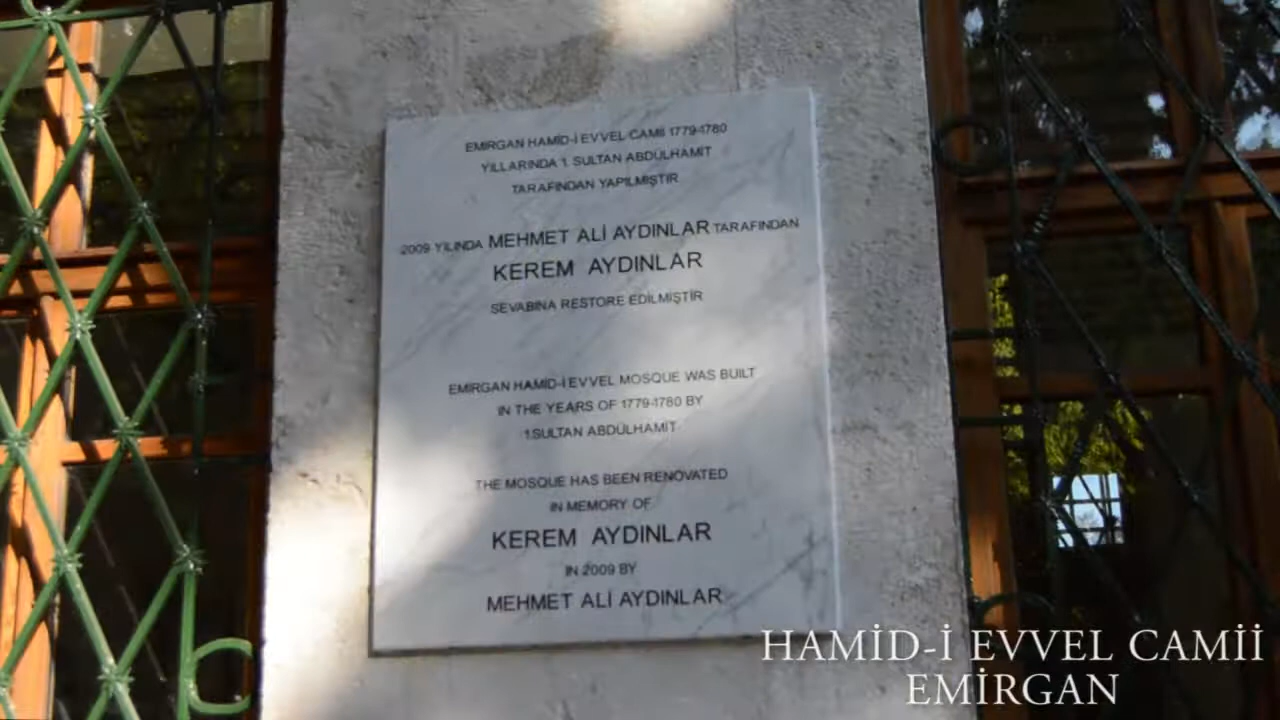 EMİRGAN HAMİD-İ EVVEL CAMİİ 1779-1780
YILLARINDA 1. SULTAN ABDÜLHAMİT
TARAFINDAN YAPILMIŞTIR
2009 YILINDA MEHMET ALİ AYDINLAR TARAFINDAN
KEREM AYDINLAR
SEVABINA RESTORE EDİLMİŞTİR
EMIRGAN HAMİD-İ EVVEL MOSQUE WAS BUILT
IN THE YEARS OF 1779-1780 BY
1.SULTAN ABDÜLHAMİT
THE MOSQUE HAS BEEN RENOVATED
IN MEMORY OF
KEREM AYDINLAR
IN 2009 BY
MEHMET ALİ AYDINLAR
HAMİD-İ EVVEL CAMİİ
EMİRGAN